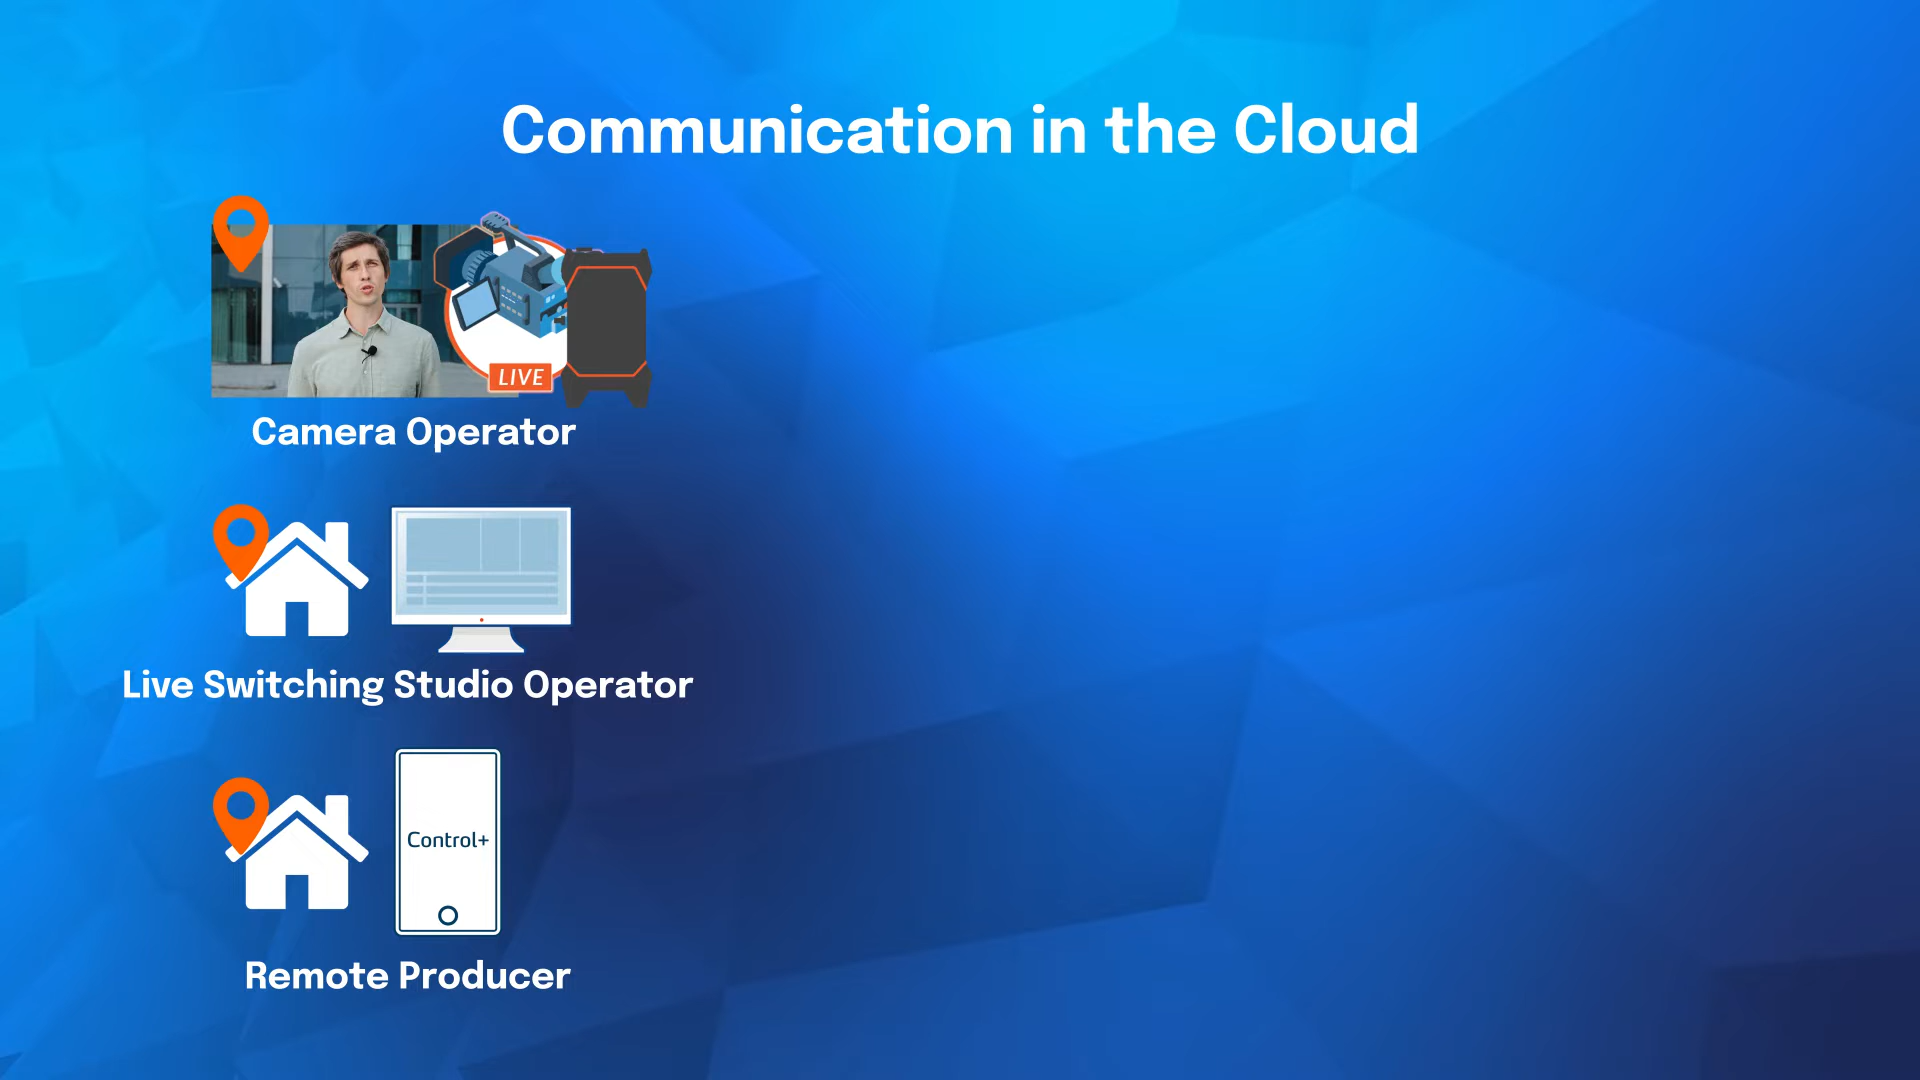 Communication in the Cloud
LIVE
Camera Operator
Live Switching Studio Operator
Control+
Remote Producer